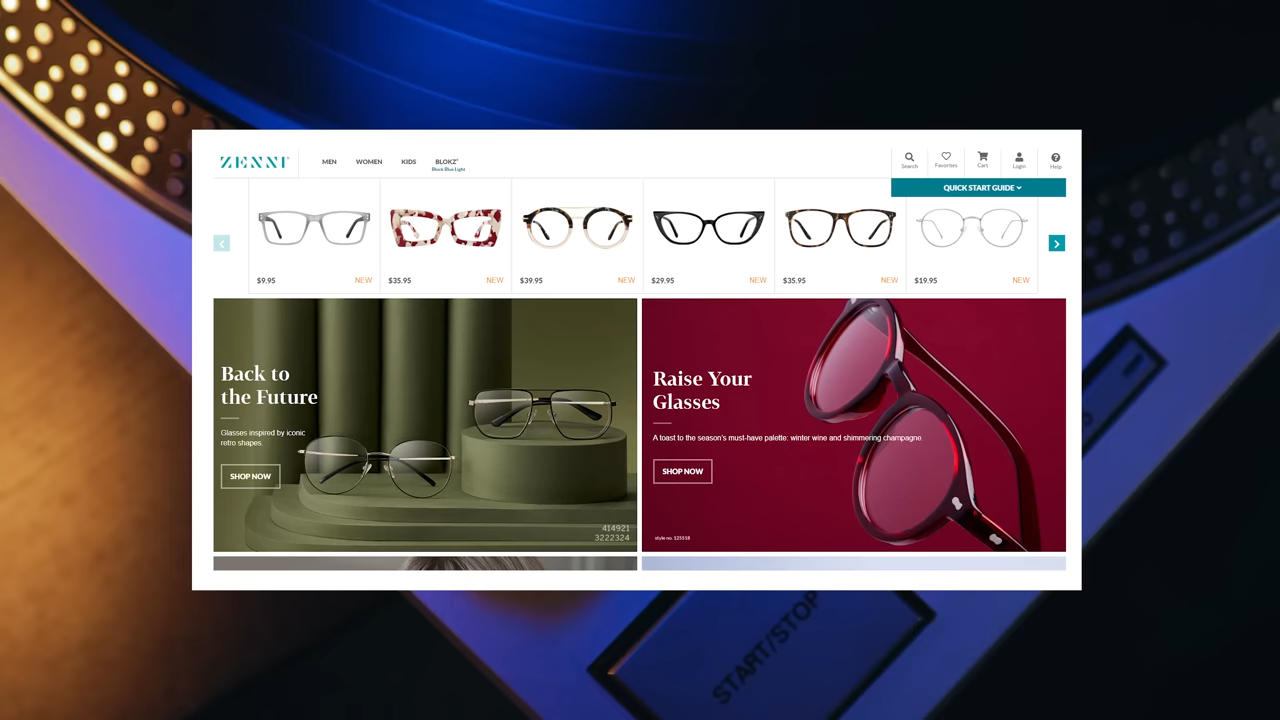 ZENNI
MEN WOMEN KIDS BLOKZ®
Block Blue Light
Search Favorites Cart Login Help
QUICK START GUIDE
$9.95 NEW $35.95 NEW $39.95 NEW $29.95 NEW $35.95 NEW $19.95 NEW
Back to
the Future
Glasses inspired by iconic
retro shapes.
SHOP NOW
414921
3222324
Raise Your
Glasses
A toast to the season's must-have palette: winter wine and shimmering champagne.
SHOP NOW
style no. 125518
START/STOP